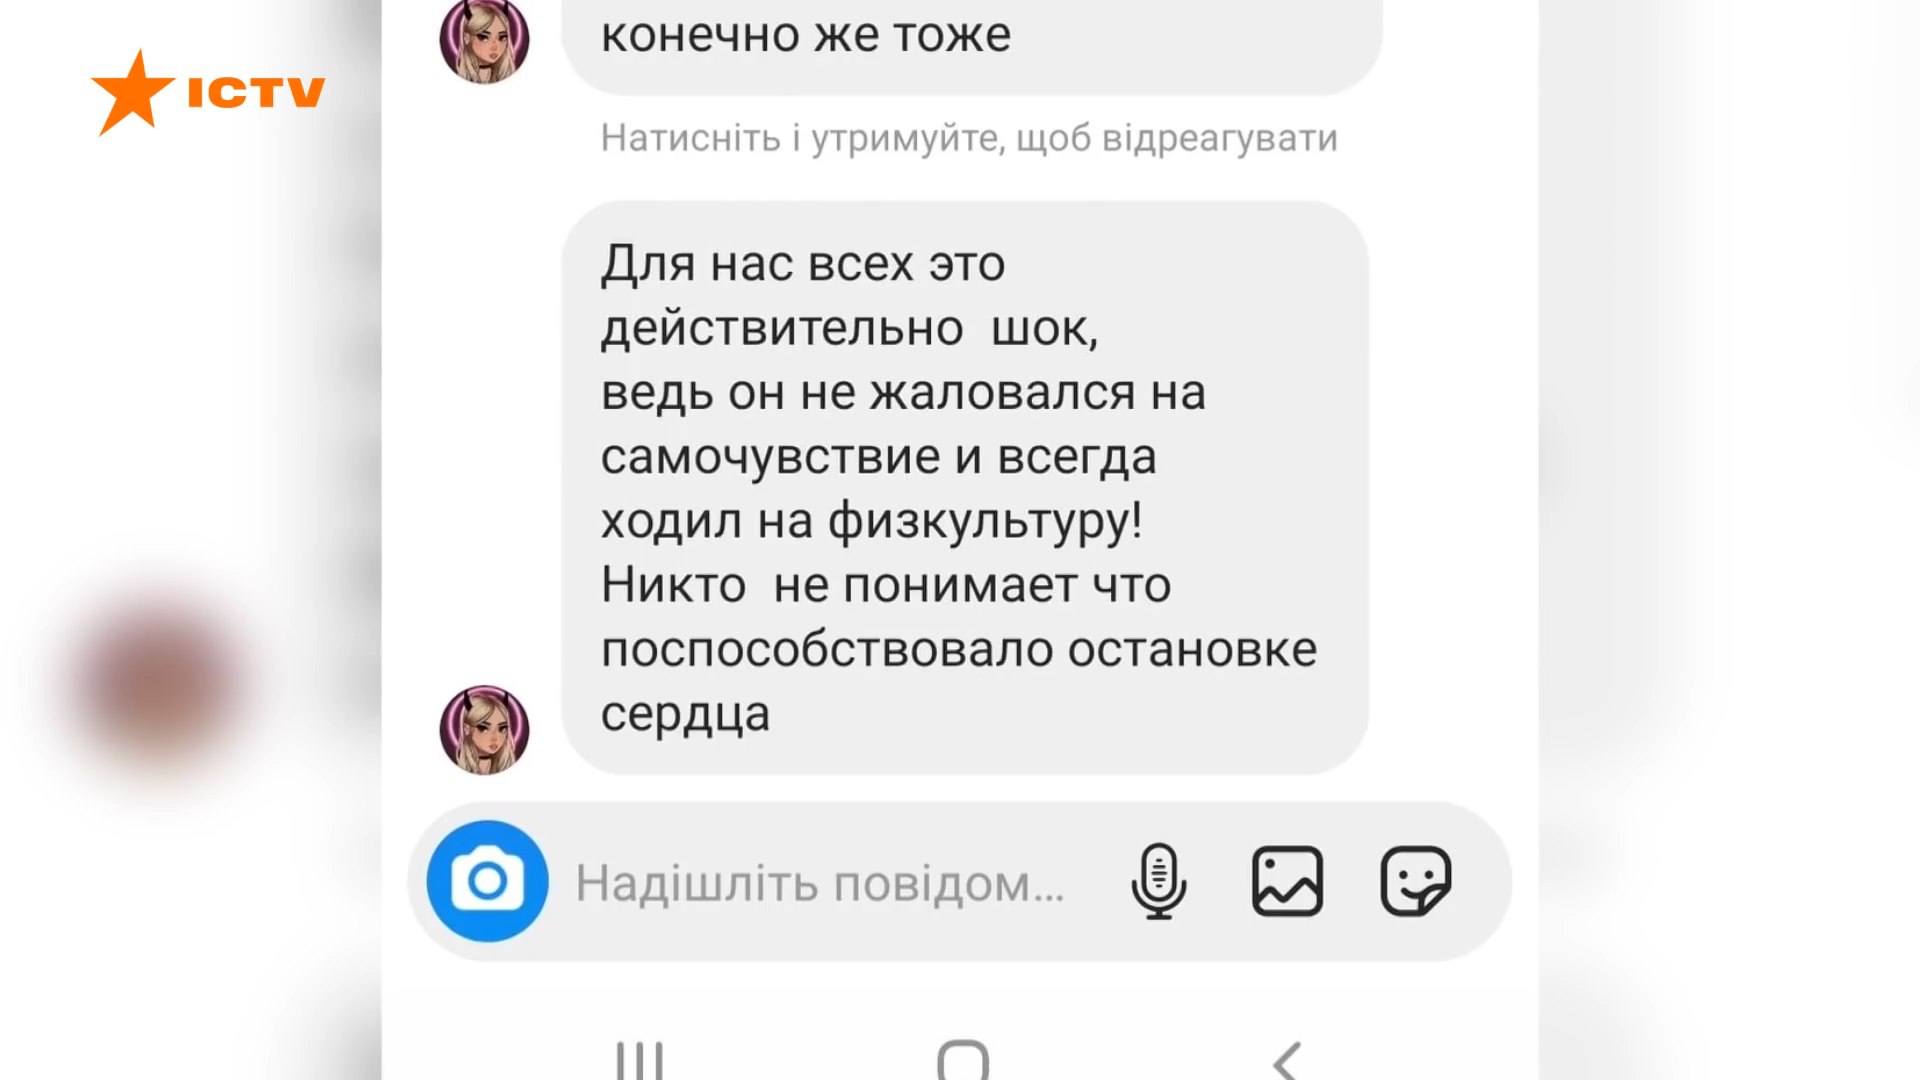 конечно же тоже
ICTV
Натисніть і утримуйте, щоб відреагувати
Для нас всех это
действительно  шок,
ведь он не жаловался на
самочувствие и всегда
ходил на физкультуру!
Никто  не понимает что
поспособствовало остановке
сердца
Надішліть повідом...